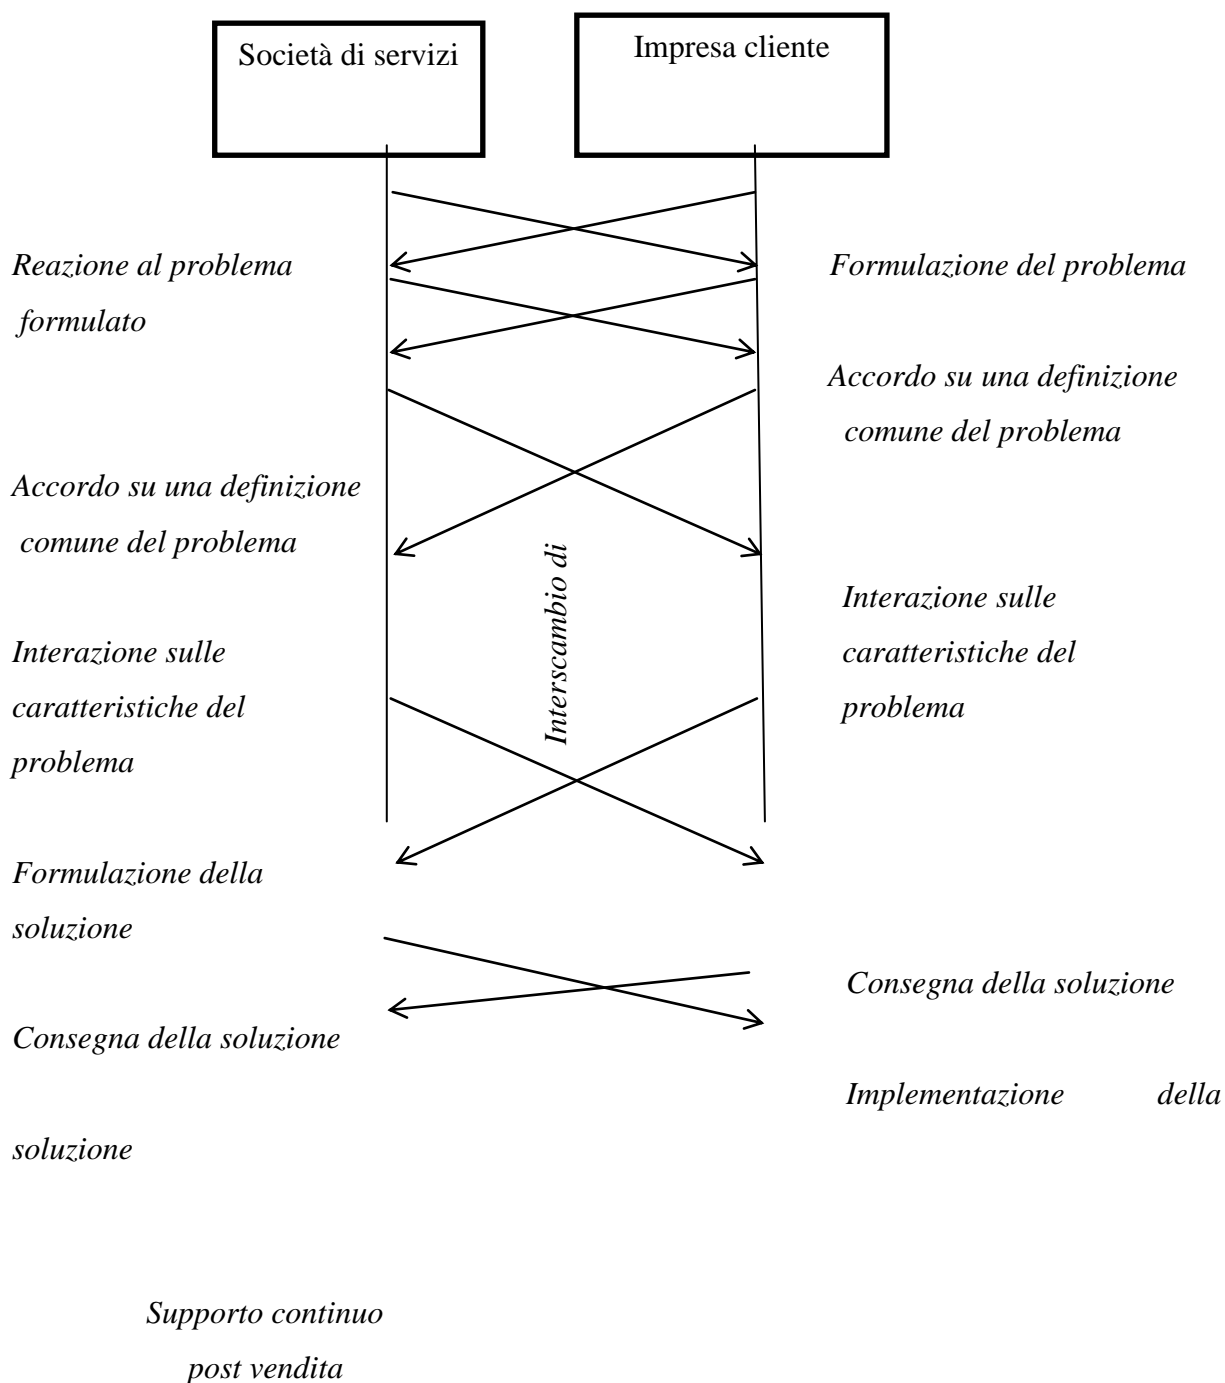 Società di servizi
Impresa cliente
Reazione al problema
formulato
Formulazione del problema
Accordo su una definizione
comune del problema
Accordo su una definizione
comune del problema
Interscambio di
Interazione sulle
caratteristiche del
problema
Interazione sulle
caratteristiche del
problema
Formulazione della
soluzione
Consegna della soluzione
Consegna della soluzione
Implementazione della
soluzione
Supporto continuo
post vendita